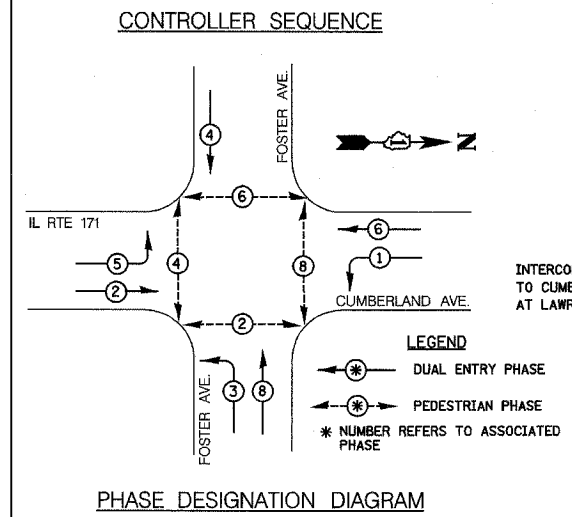 CONTROLLER SEQUENCE
FOSTER AVE.
4
N
6
IL RTE 171
6
5
4
8
1
2
CUMBERLAND AVE.
INTERCO
TO CUMB
AT LAWR
2
LEGEND
* DUAL ENTRY PHASE
* PEDESTRIAN PHASE
* NUMBER REFERS TO ASSOCIATED
PHASE
FOSTER AVE.
3
8
PHASE DESIGNATION DIAGRAM